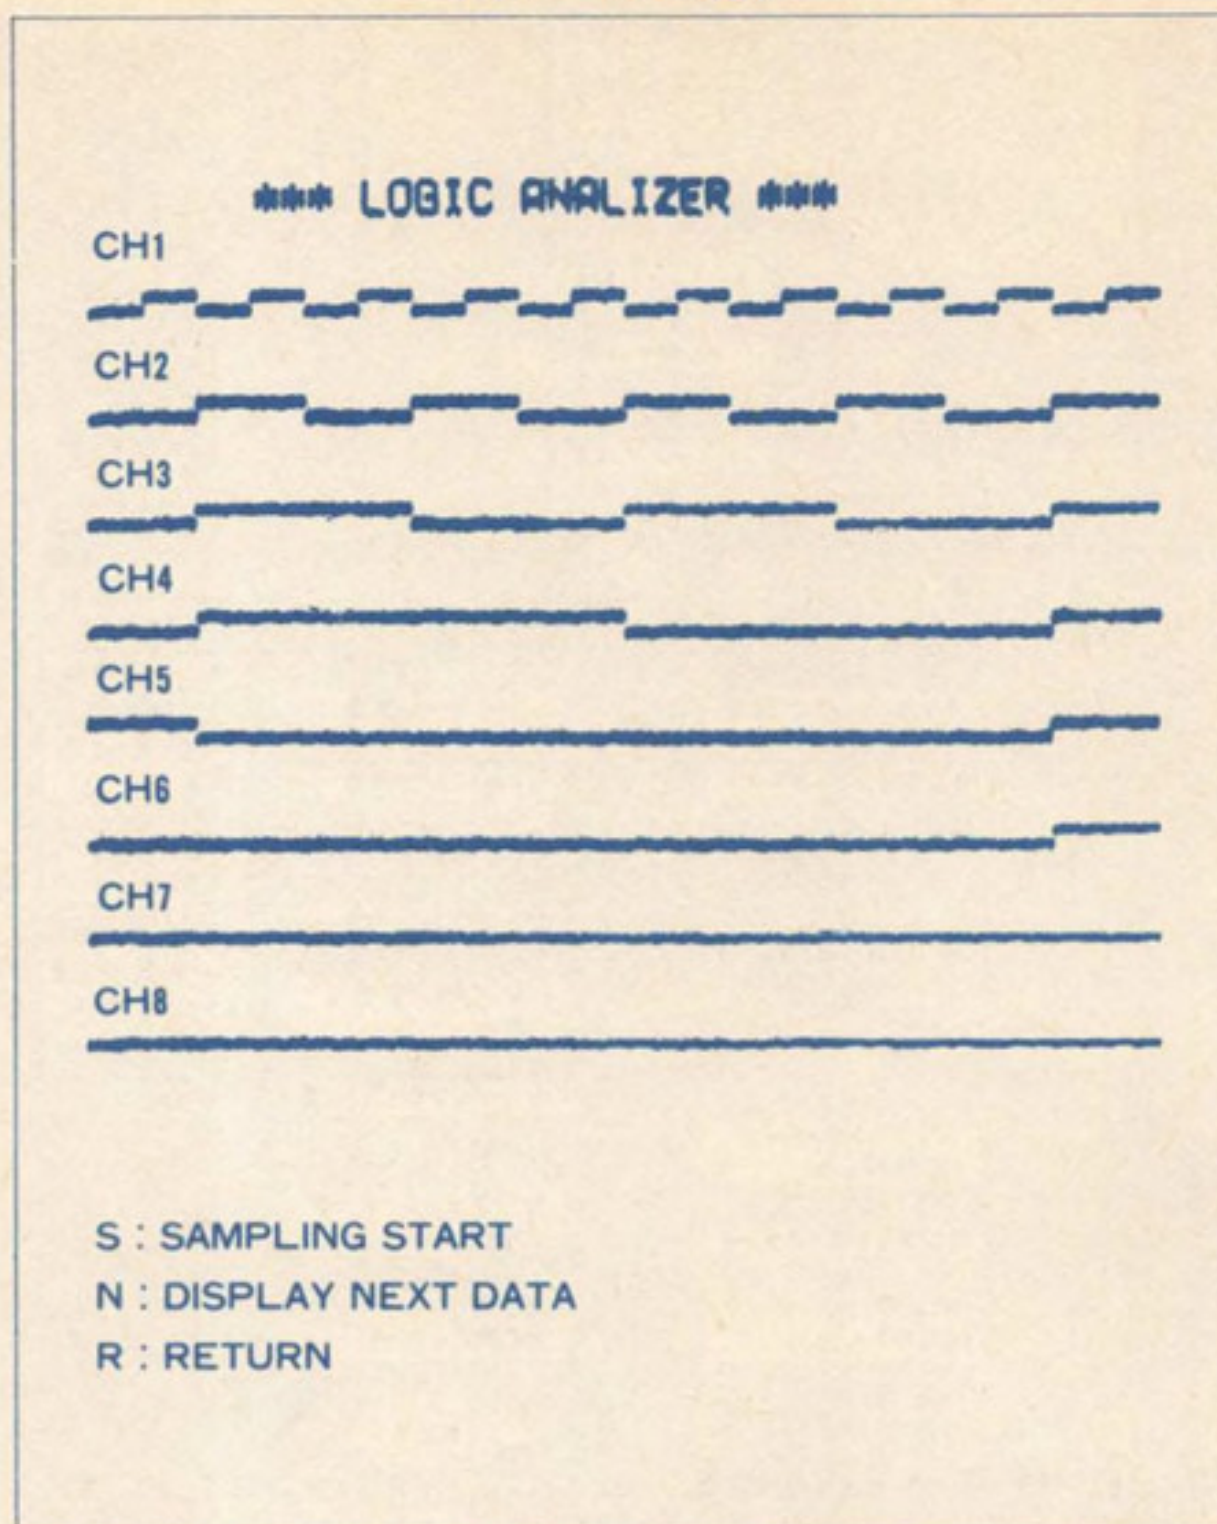 *** LOGIC ANALIZER ***
CH1
CH2
CH3
CH4
CH5
CH6
CH7
CH8
S : SAMPLING START
N : DISPLAY NEXT DATA
R : RETURN